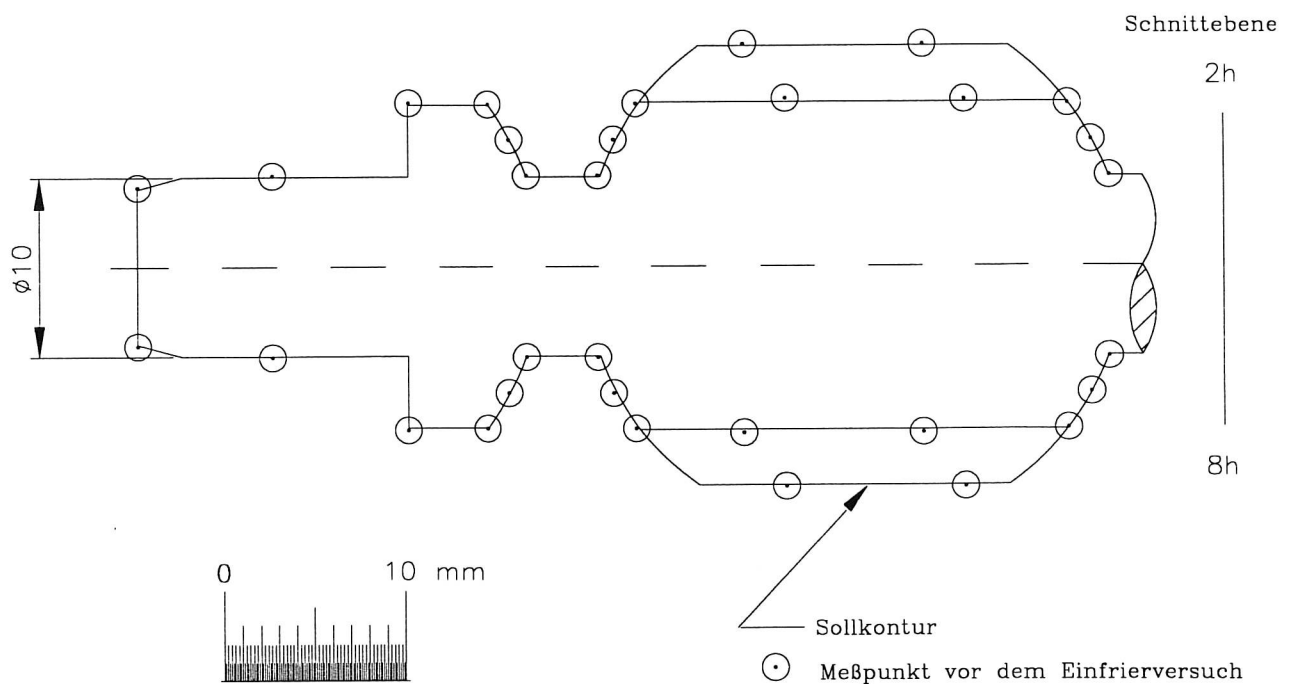 Schnittebene
2h
ø10
8h
0 10 mm
Sollkontur
Meßpunkt vor dem Einfrierversuch